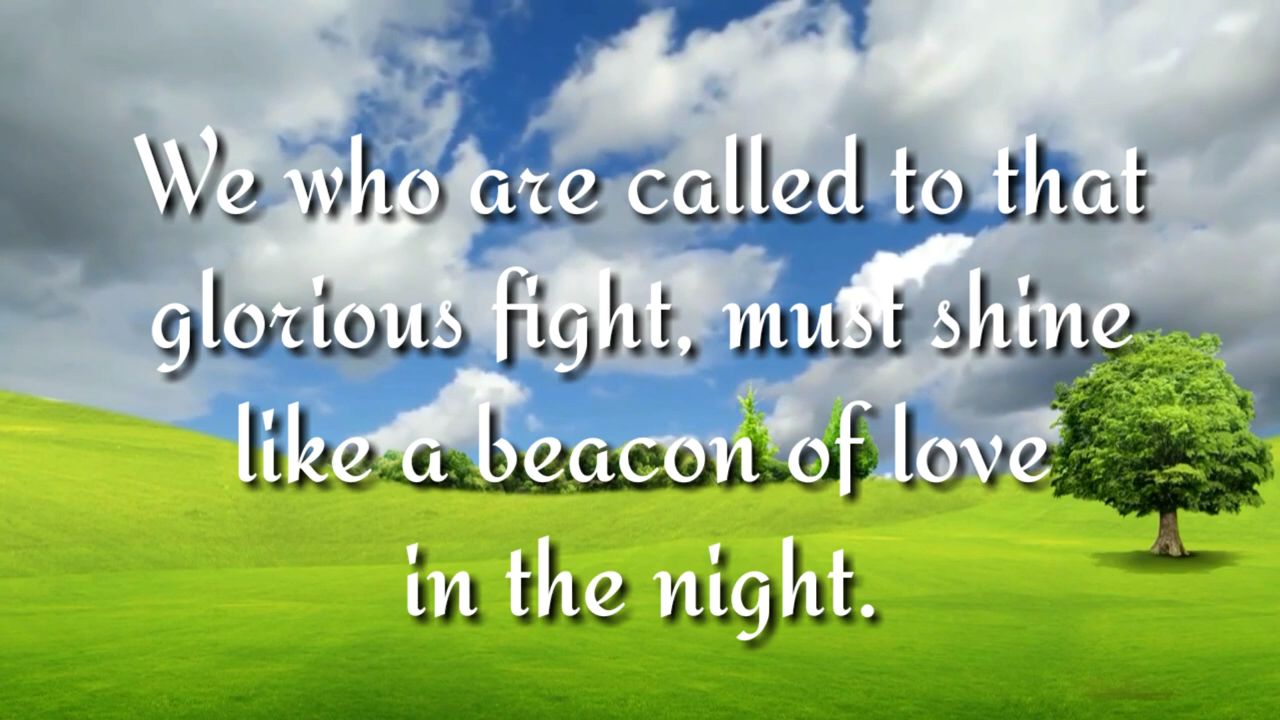 We who are called to that
glorious fight, must shine
like a beacon of love
in the night.